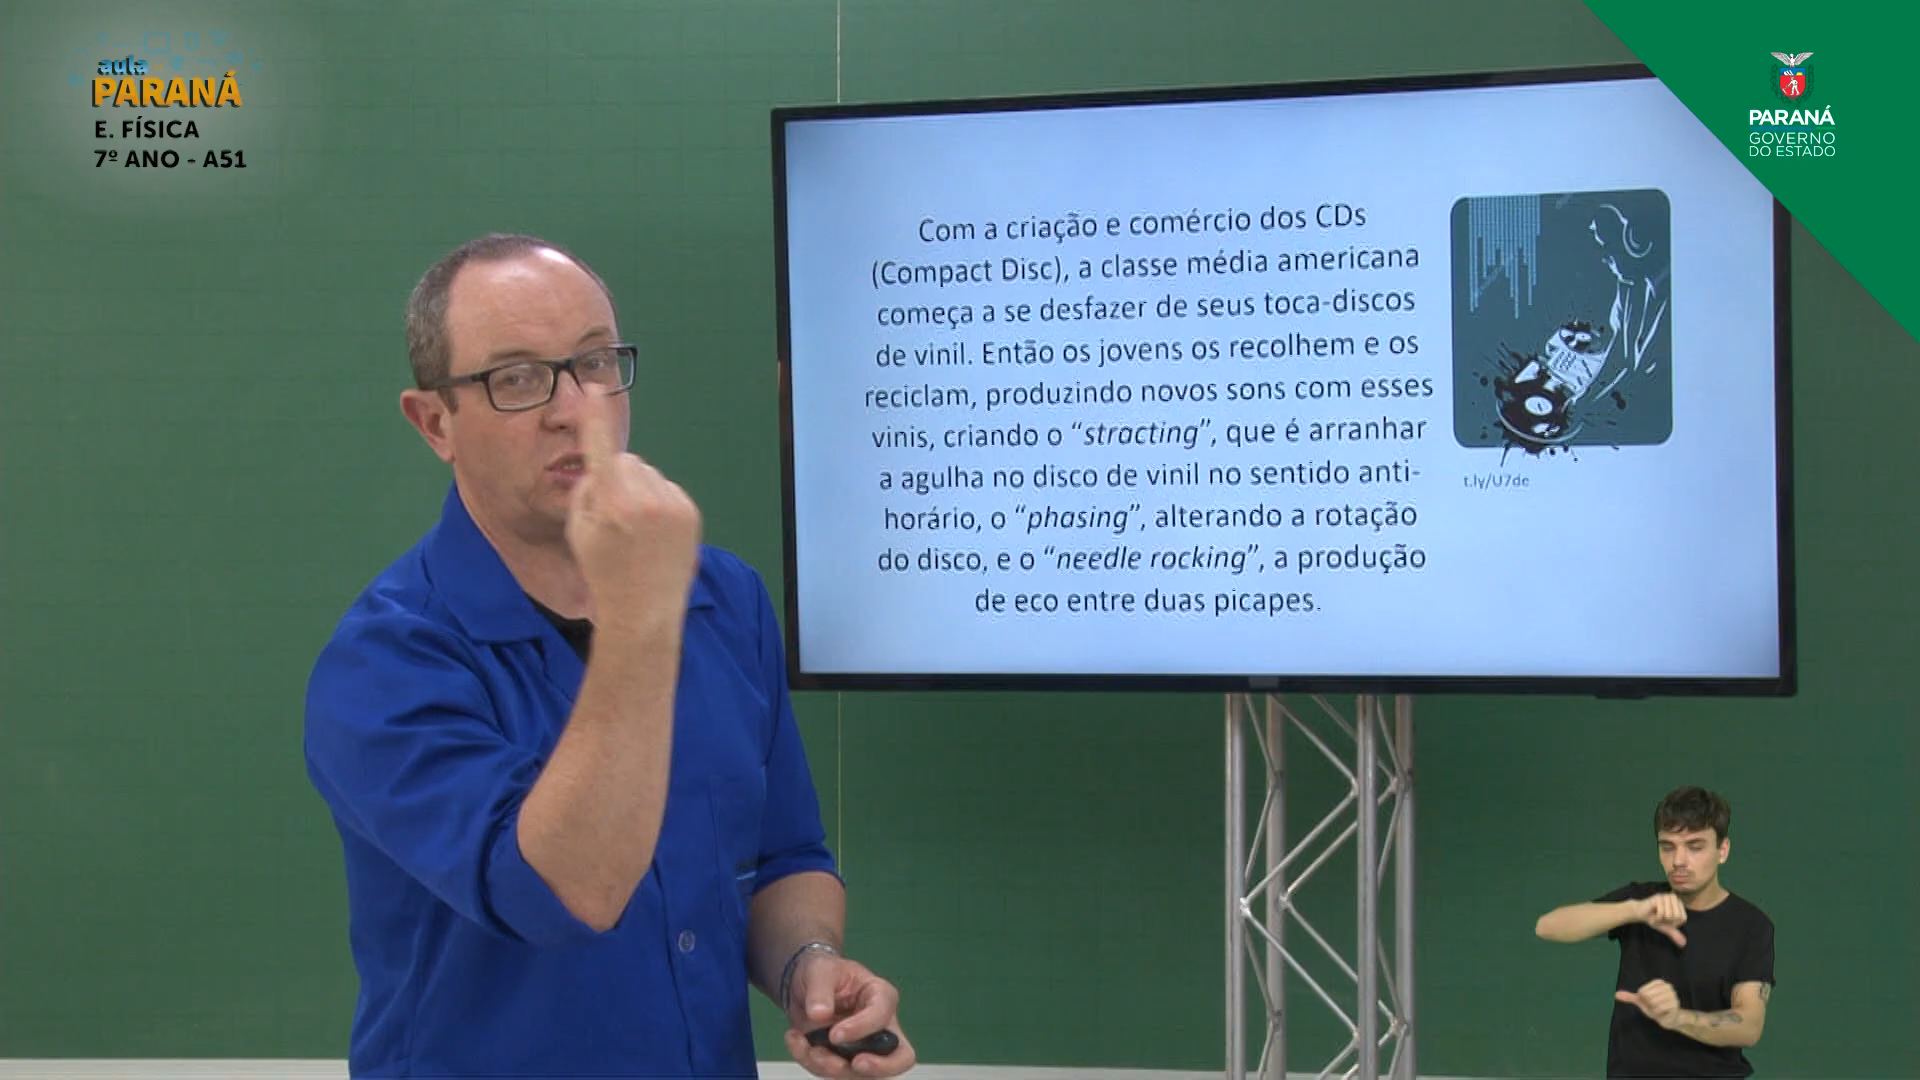 aula
PARANÁ
E. FÍSICA
7º ANO - A51
PARANÁ
GOVERNO
DO ESTADO
Com a criação e comércio dos CDs
(Compact Disc), a classe média americana
começa a se desfazer de seus toca-discos
de vinil. Então os jovens os recolhem e os
reciclam, produzindo novos sons com esses
vinis, criando o “stracting”, que é arranhar
a agulha no disco de vinil no sentido anti-
horário, o “phasing”, alterando a rotação
do disco, e o “needle rocking”, a produção
de eco entre duas picapes.
t.ly/U7de